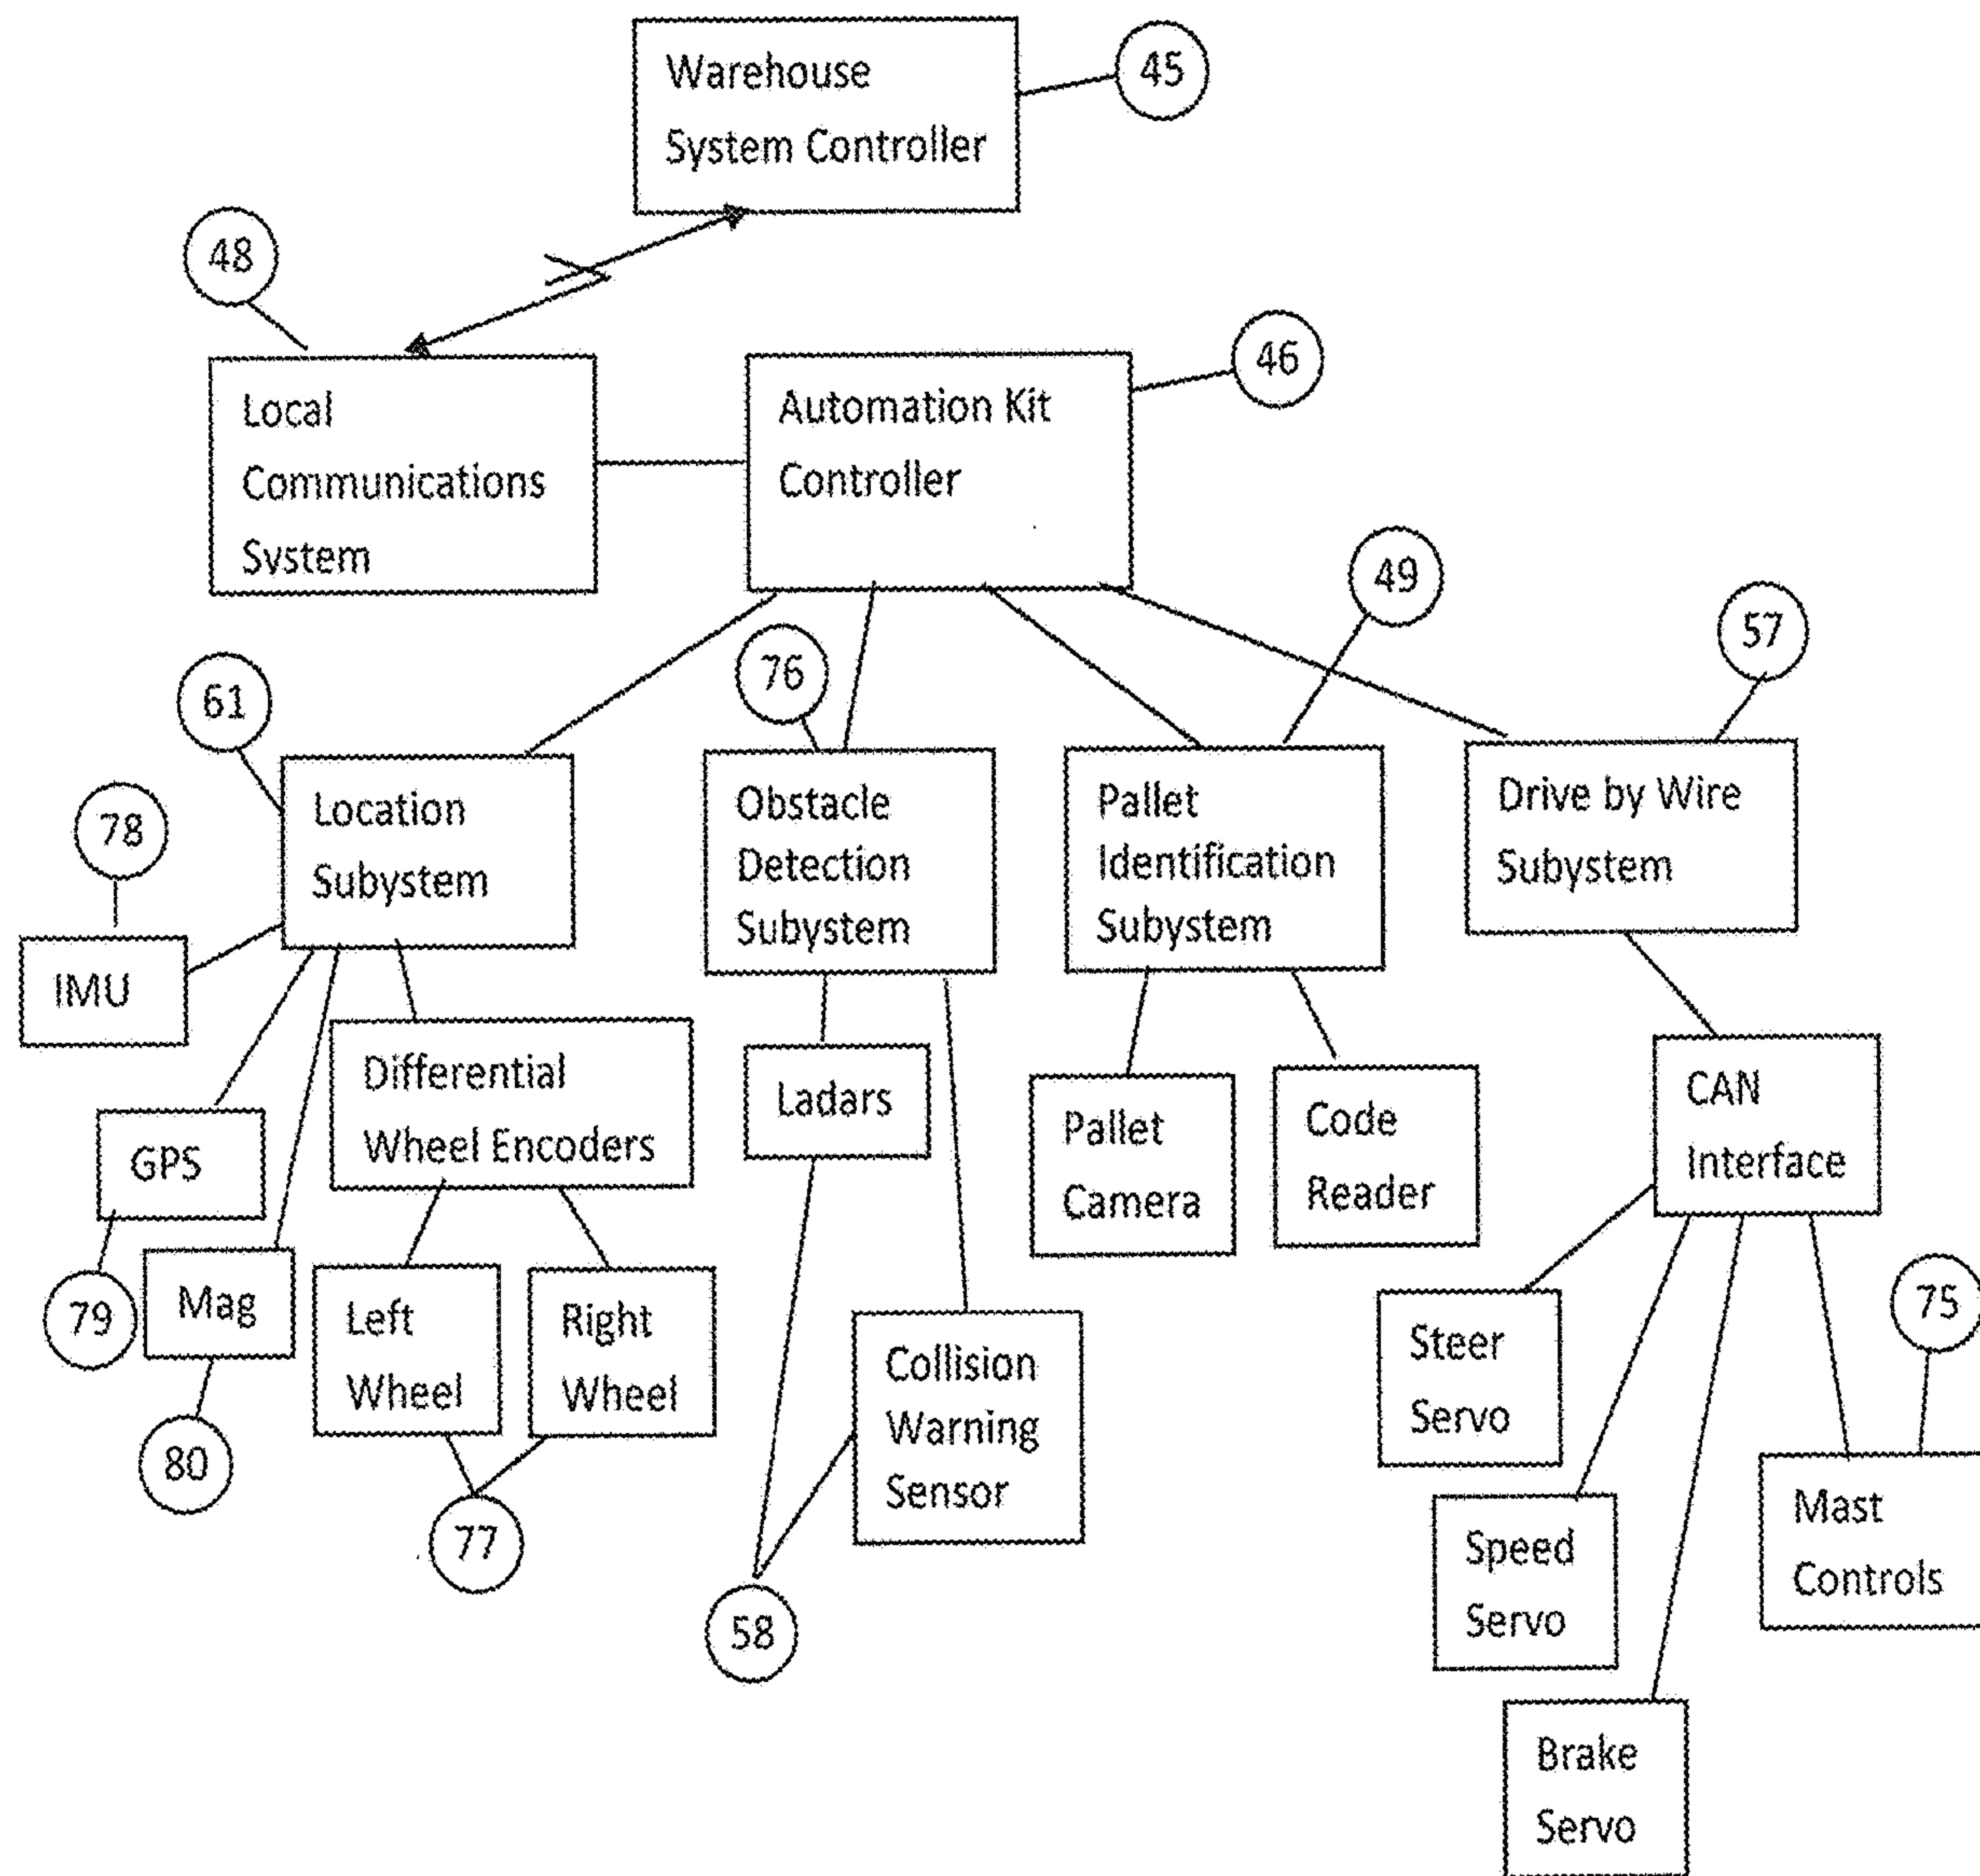 Warehouse
System Controller
45
48
Local
Communications
System
Automation Kit
Controller
46
49
57
76
61
78
Location
Subystem
Obstacle
Detection
Subystem
Pallet
Identification
Subystem
Drive by Wire
Subystem
IMU
GPS
79
Mag
80
Differential
Wheel Encoders
Left
Wheel
Right
Wheel
77
Ladars
Collision
Warning
Sensor
58
Pallet
Camera
Code
Reader
CAN
Interface
Steer
Servo
Speed
Servo
Brake
Servo
75
Mast
Controls